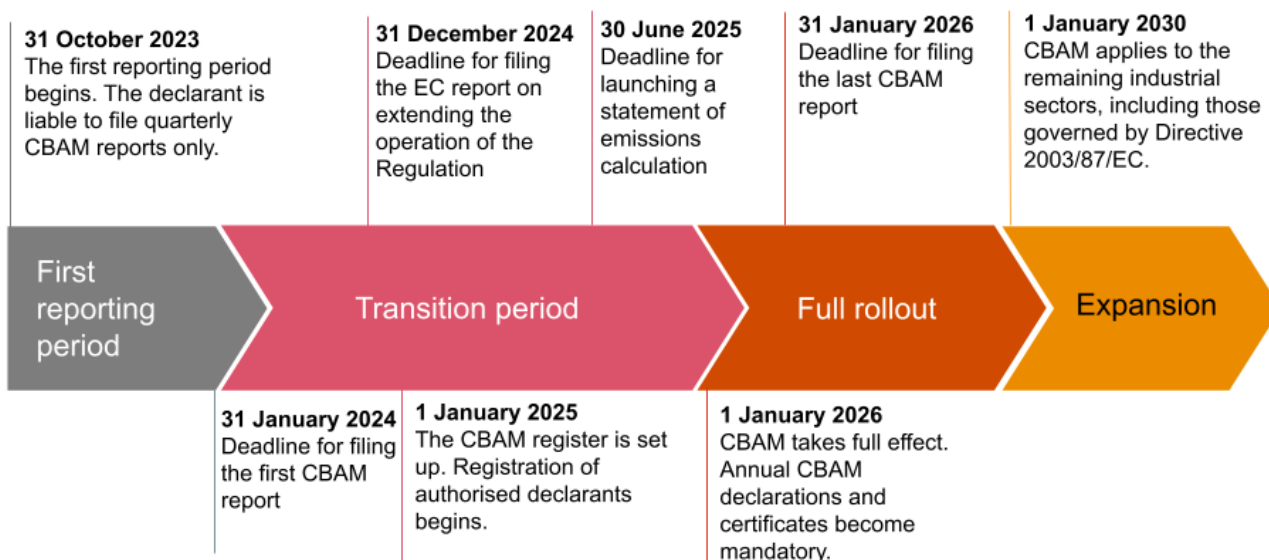 31 October 2023
The first reporting period
begins. The declarant is
liable to file quarterly
CBAM reports only.
31 December 2024
Deadline for filing
the EC report on
extending the
operation of the
Regulation
30 June 2025
Deadline for
launching a
statement of
emissions
calculation
31 January 2026
Deadline for filing
the last CBAM
report
1 January 2030
CBAM applies to the
remaining industrial
sectors, including those
governed by Directive
2003/87/EC.
First
reporting
period
Transition period
Full rollout
Expansion
31 January 2024
Deadline for filing
the first CBAM
report
1 January 2025
The CBAM register is set
up. Registration of
authorised declarants
begins.
1 January 2026
CBAM takes full effect.
Annual CBAM
declarations and
certificates become
mandatory.